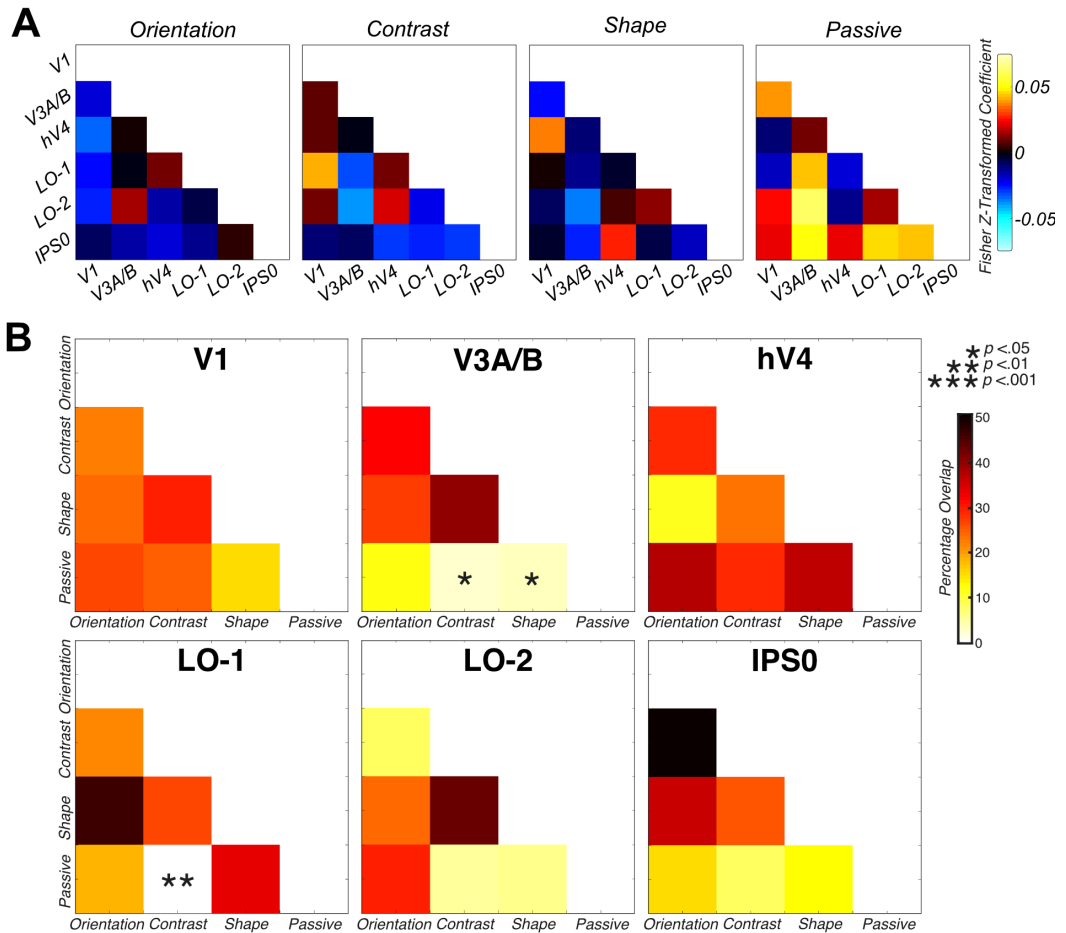 A
Orientation
Contrast
Shape
Passive
V1
V3A/B
hV4
LO-1
LO-2
IPS0
V1
V3A/B
hV4
LO-1
LO-2
IPS0
V1
V3A/B
hV4
LO-1
LO-2
IPS0
V1
V3A/B
hV4
LO-1
LO-2
IPS0
V1
V3A/B
hV4
LO-1
LO-2
IPS0
Fisher Z-Transformed Coefficient
0.05
0
-0.05
B
V1
V3A/B
hV4
Orientation
Contrast
Shape
Passive
* *
Orientation Contrast Shape Passive
Orientation Contrast Shape Passive
Orientation Contrast Shape Passive
* p<.05
** p<.01
*** p<.001
Percentage Overlap
50
40
30
20
10
0
LO-1
LO-2
IPS0
Orientation
Contrast
Shape
Passive
**
Orientation Contrast Shape Passive
Orientation Contrast Shape Passive
Orientation Contrast Shape Passive